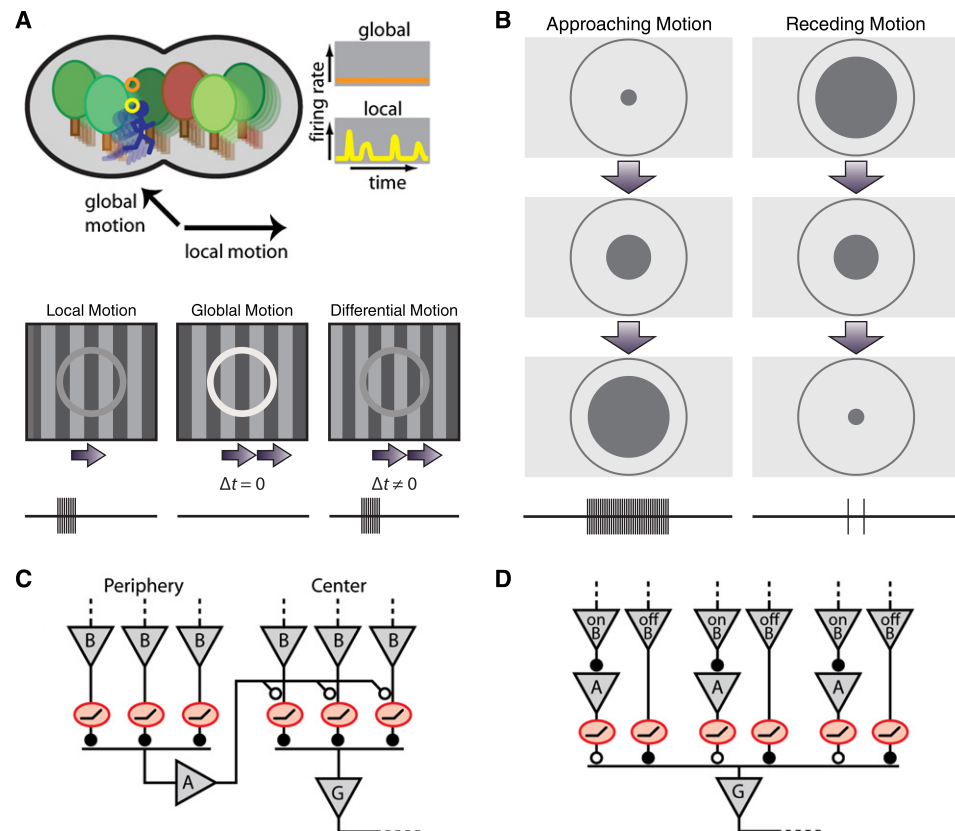 A
global
firing rate
local
time
global
motion
local motion
Local Motion
Globlal Motion
Differential Motion
Δt = 0
Δt ≠ 0
B
Approaching Motion
Receding Motion
C
Periphery
Center
B
B
B
B
B
B
A
G
D
on
B
off
B
on
B
off
B
on
B
off
B
A
A
A
G